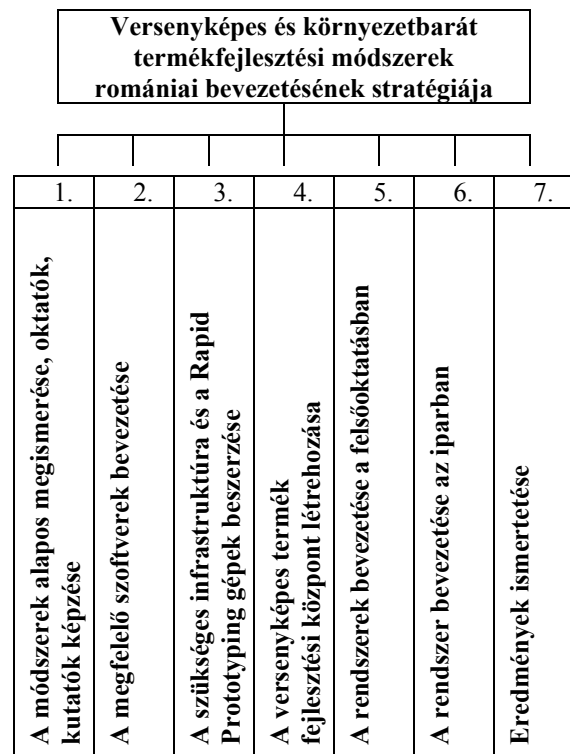 Versenyképes és környezetbarát
termékfejlesztési módszerek
romániai bevezetésének stratégiája
1.
2.
3.
4.
5.
6.
7.
A módszerek alapos megismerése, oktatók,
kutatók képzése
A megfelelő szoftverek bevezetése
A szükséges infrastruktúra és a Rapid
Prototyping gépek beszerzése
A versenyképes termék
fejlesztési központ létrehozása
A rendszerek bevezetése a felsőoktatásban
A rendszer bevezetése az iparban
Eredmények ismertetése